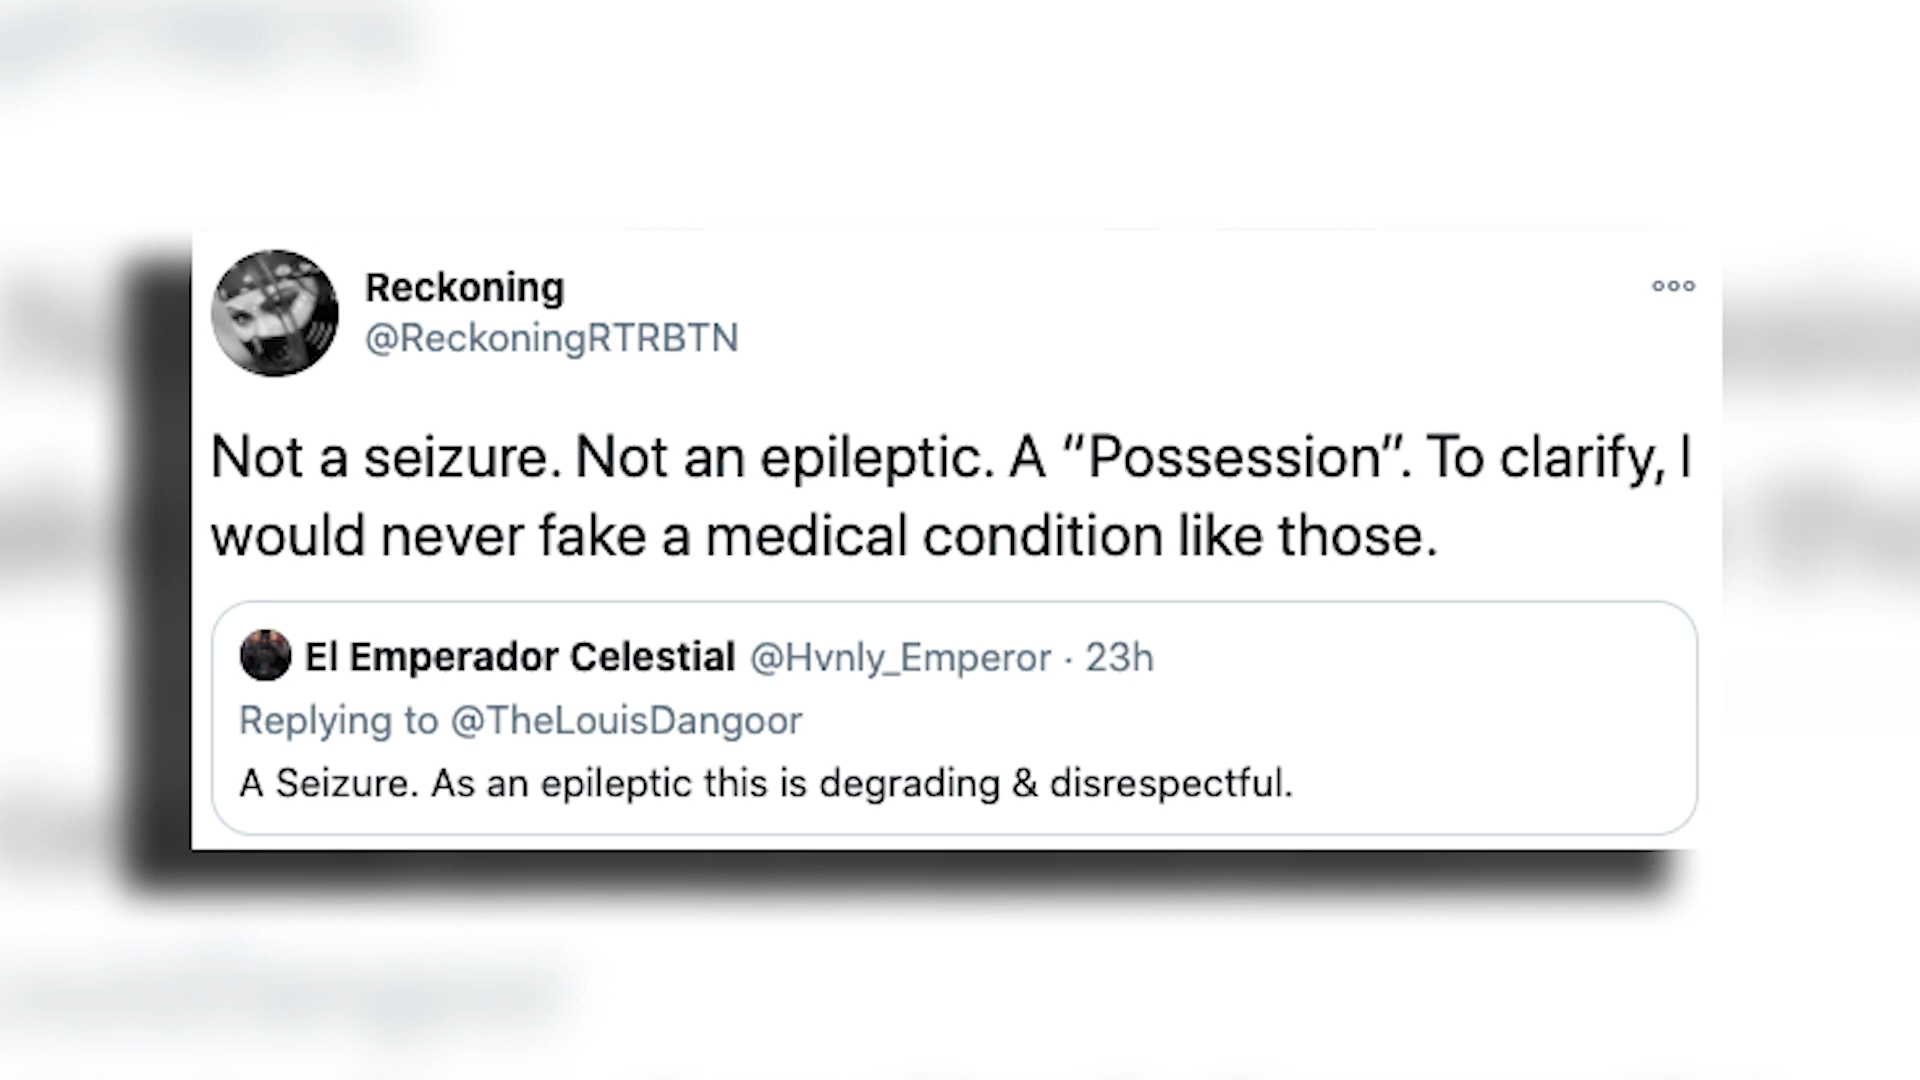 Reckoning
@ReckoningRTRBTN
Not a seizure. Not an epileptic. A “Possession”. To clarify, I
would never fake a medical condition like those.
El Emperador Celestial @Hvnly_Emperor · 23h
Replying to @TheLouisDangoor
A Seizure. As an epileptic this is degrading & disrespectful.